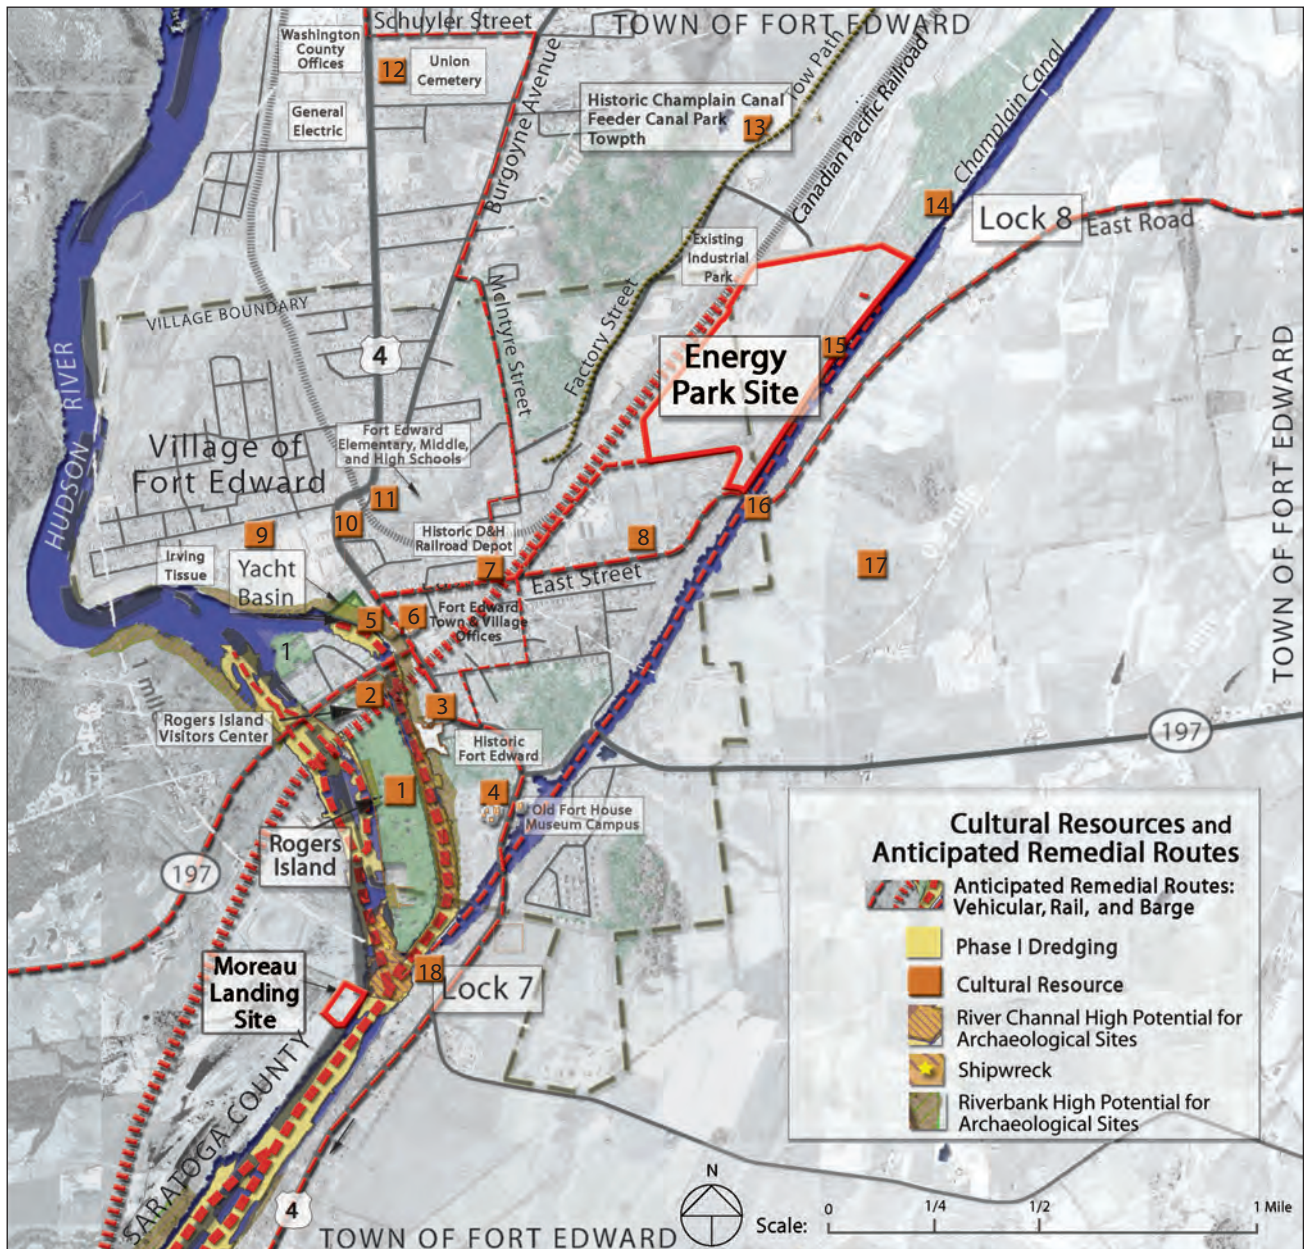 Schuyler Street
TOWN OF FORT EDWARD
Washington
County
Offices
12
Union
Cemetery
General
Electric
Burgoyne Avenue
Historic Champlain Canal
Feeder Canal Park
Towpth
13
Tow Path
Canadian Pacific Railroad
Champlain Canal
14
Lock 8
East Road
Existing
Industrial
Park
VILLAGE BOUNDARY
McIntyre Street
Factory Street
4
15
Energy
Park Site
HUDSON RIVER
TOWN OF FORT EDWARD
Village of
Fort Edward
Fort Edward
Elementary, Middle,
and High Schools
11
10
9
Historic D&H
Railroad Depot
8
16
17
Irving
Tissue
Yacht
Basin
7
East Street
5
6
Fort Edward
Town & Village
Offices
1
2
3
Rogers Island
Visitors Center
Historic
Fort Edward
197
1
4
Old Fort House
Museum Campus
Rogers
Island
197
Moreau
Landing
Site
18
Lock 7
SARATOGA COUNTY
4
TOWN OF FORT EDWARD
Cultural Resources and
Anticipated Remedial Routes
Anticipated Remedial Routes:
Vehicular, Rail, and Barge
Phase I Dredging
Cultural Resource
River Channal High Potential for
Archaeological Sites
Shipwreck
Riverbank High Potential for
Archaeological Sites
N
Scale:
0
1/4
1/2
1 Mile